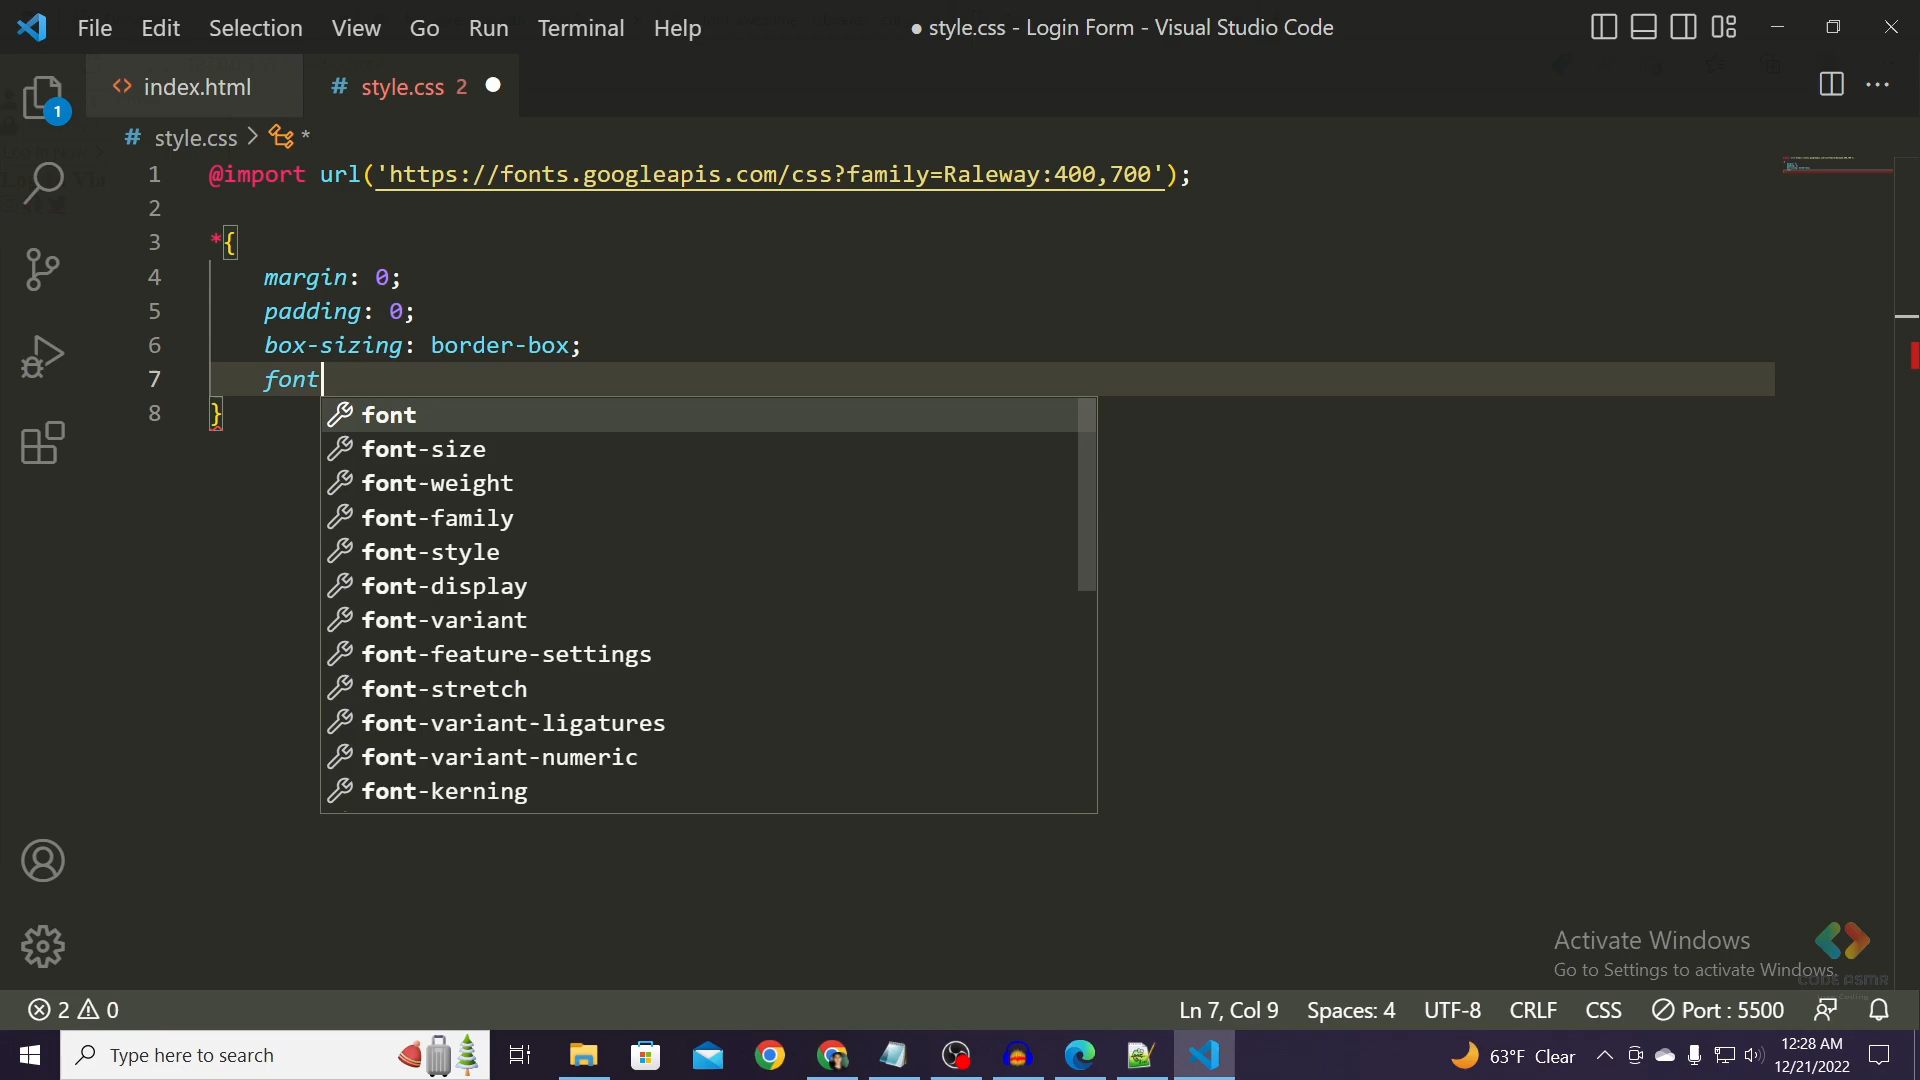 File Edit Selection View Go Run Terminal Help
● style.css - Login Form - Visual Studio Code
index.html
# style.css 2 ●
1
# style.css > *
1 @import url('https://fonts.googleapis.com/css?family=Raleway:400,700');
2
3 *{
4 margin: 0;
5 padding: 0;
6 box-sizing: border-box;
7 font
8 }
font
font-size
font-weight
font-family
font-style
font-display
font-variant
font-feature-settings
font-stretch
font-variant-ligatures
font-variant-numeric
font-kerning
Activate Windows
Go to Settings to activate Windows.
CODE ASMR
2 0
Ln 7, Col 9 Spaces: 4 UTF-8 CRLF CSS Port : 5500
Type here to search
63°F Clear
12:28 AM
12/21/2022